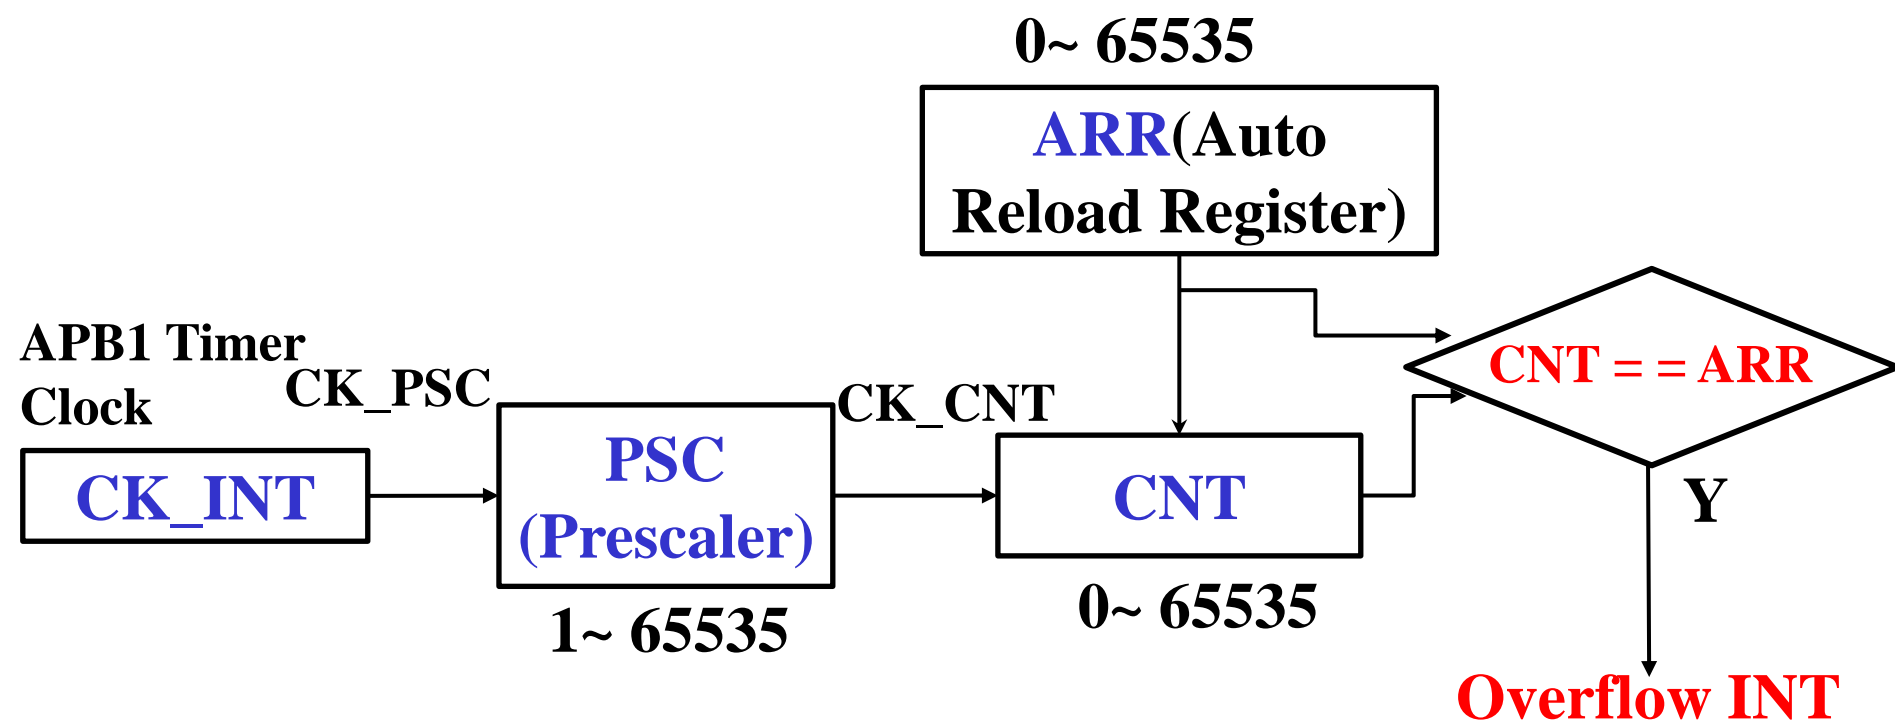 0~ 65535
ARR(Auto
Reload Register)
APB1 Timer
Clock
CK_PSC
CK_INT
PSC
(Prescaler)
1~ 65535
CK_CNT
CNT
0~ 65535
CNT = = ARR
Y
Overflow INT